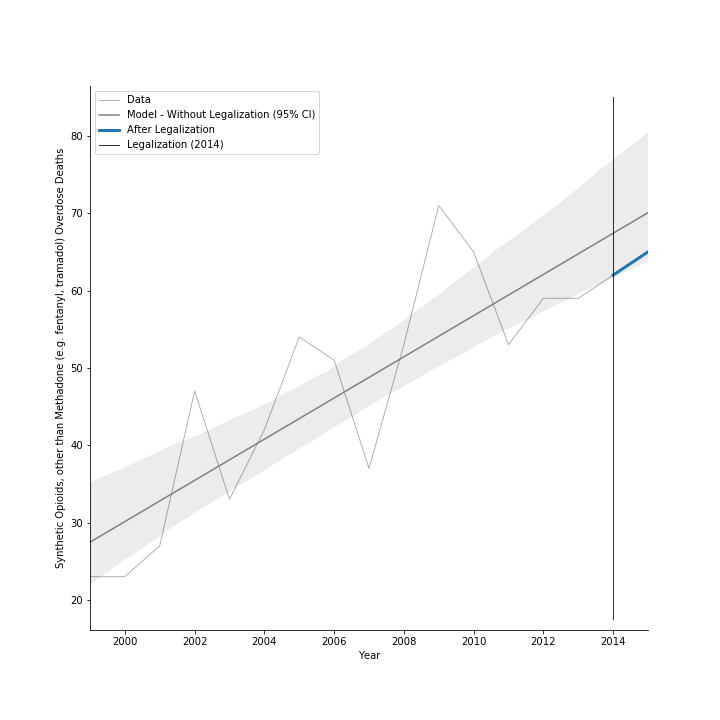 Data
Model - Without Legalization (95% CI)
After Legalization
Legalization (2014)
Synthetic Opioids, other than Methadone (e.g. fentanyl, tramadol) Overdose Deaths
80
70
60
50
40
30
20
2000 2002 2004 2006 2008 2010 2012 2014
Year